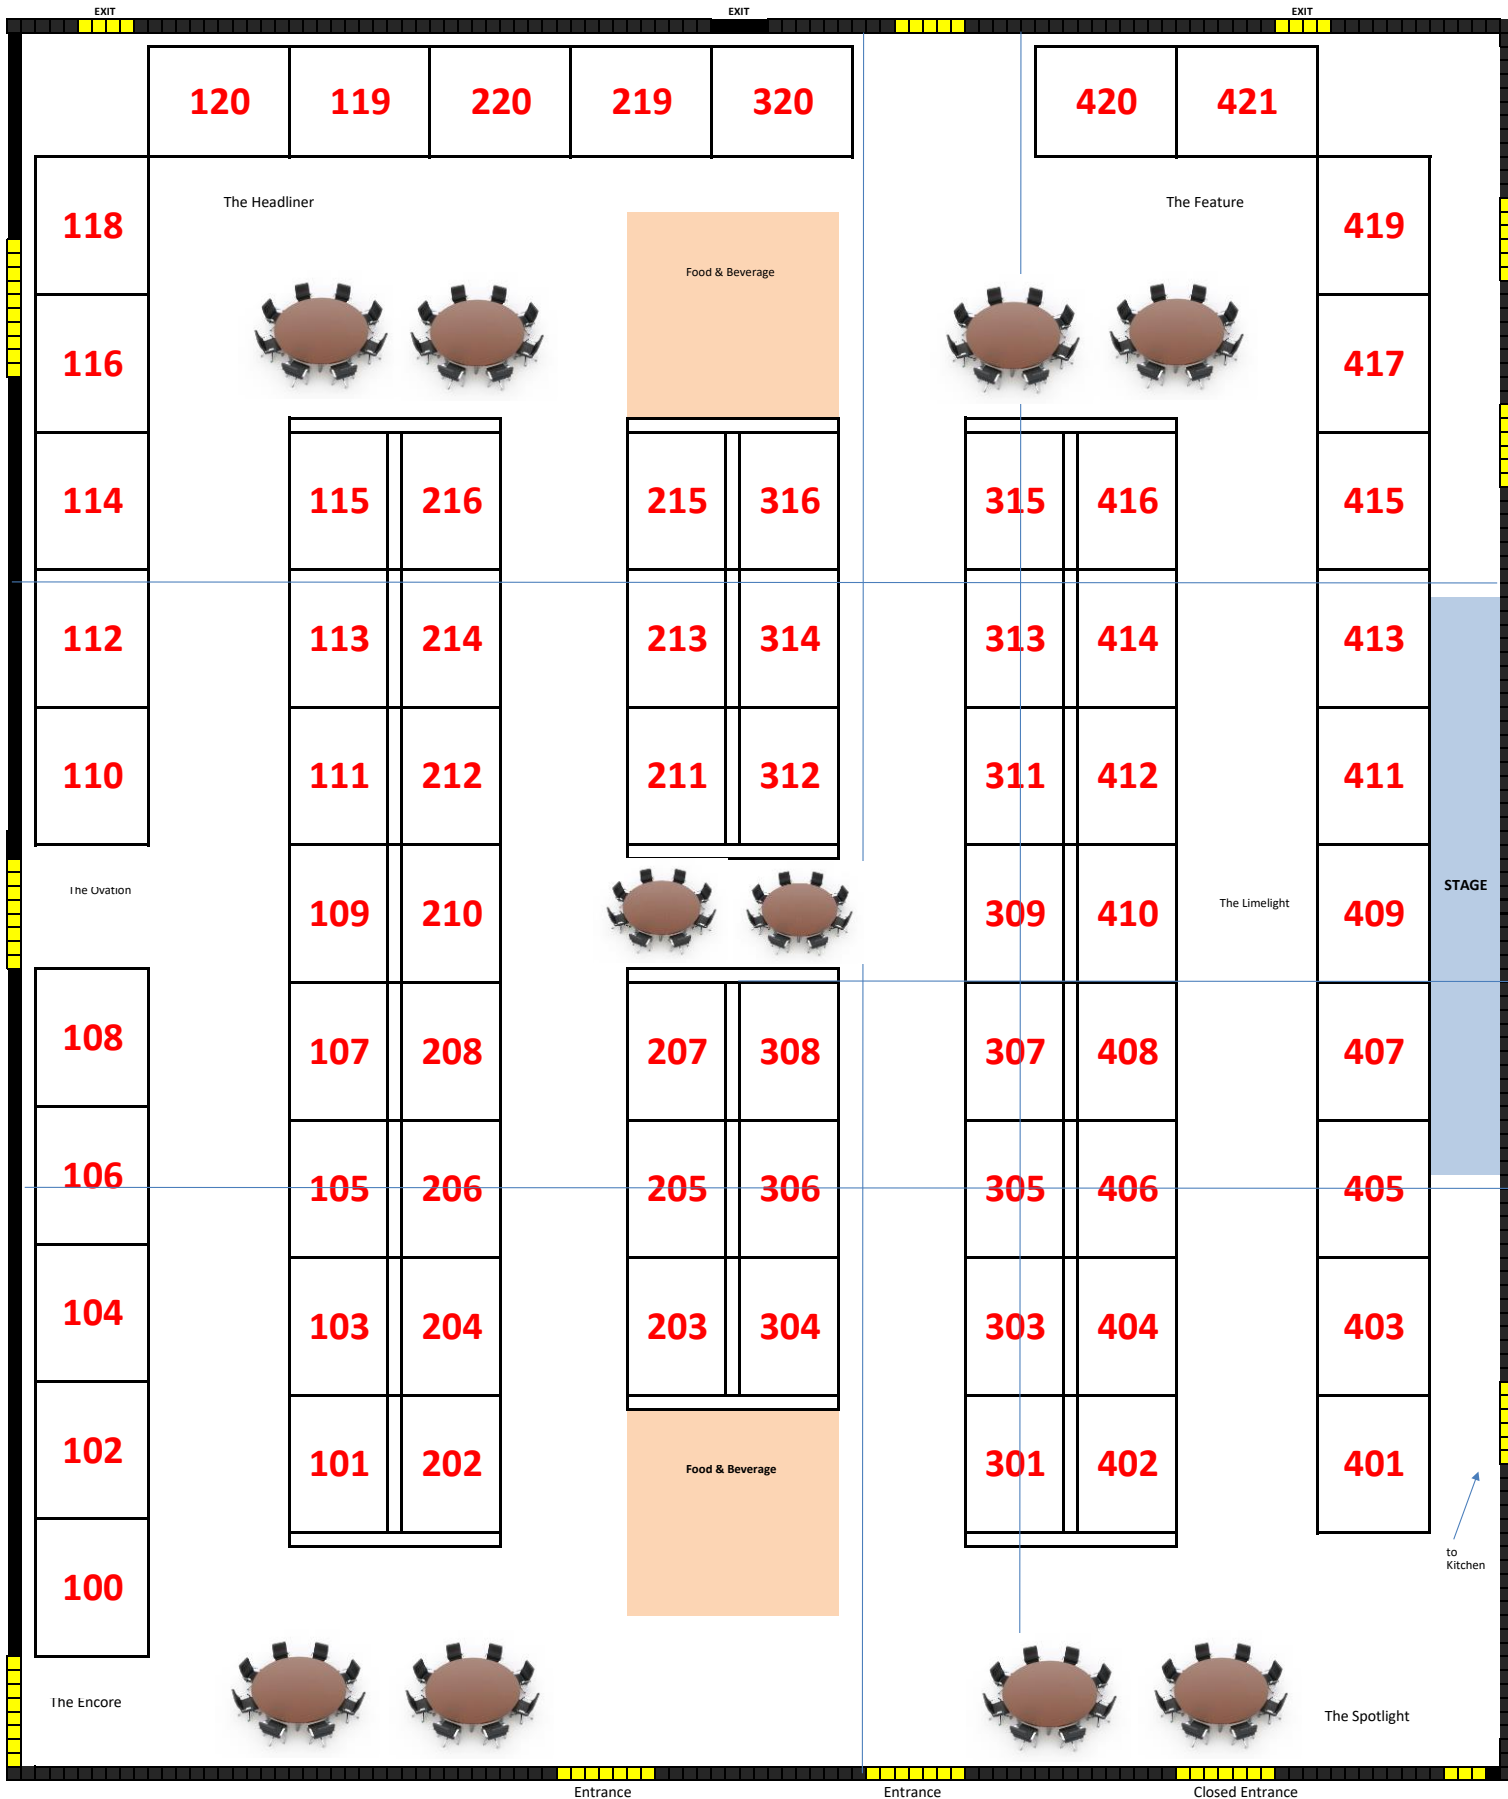 EXIT EXIT EXIT
120 119 220 219 320 420 421
The Headliner The Feature
118 419
Food & Beverage
116 417
114 115 216 215 316 315 416 415
112 113 214 213 314 313 414 413
110 111 212 211 312 311 412 411
The Ovation
STAGE
109 210 309 410 The Limelight 409
108 107 208 207 308 307 408 407
106 105 206 205 306 305 406 405
104 103 204 203 304 303 404 403
102 101 202 Food & Beverage 301 402 401
to
Kitchen
100
The Encore
The Spotlight
Entrance Entrance Closed Entrance